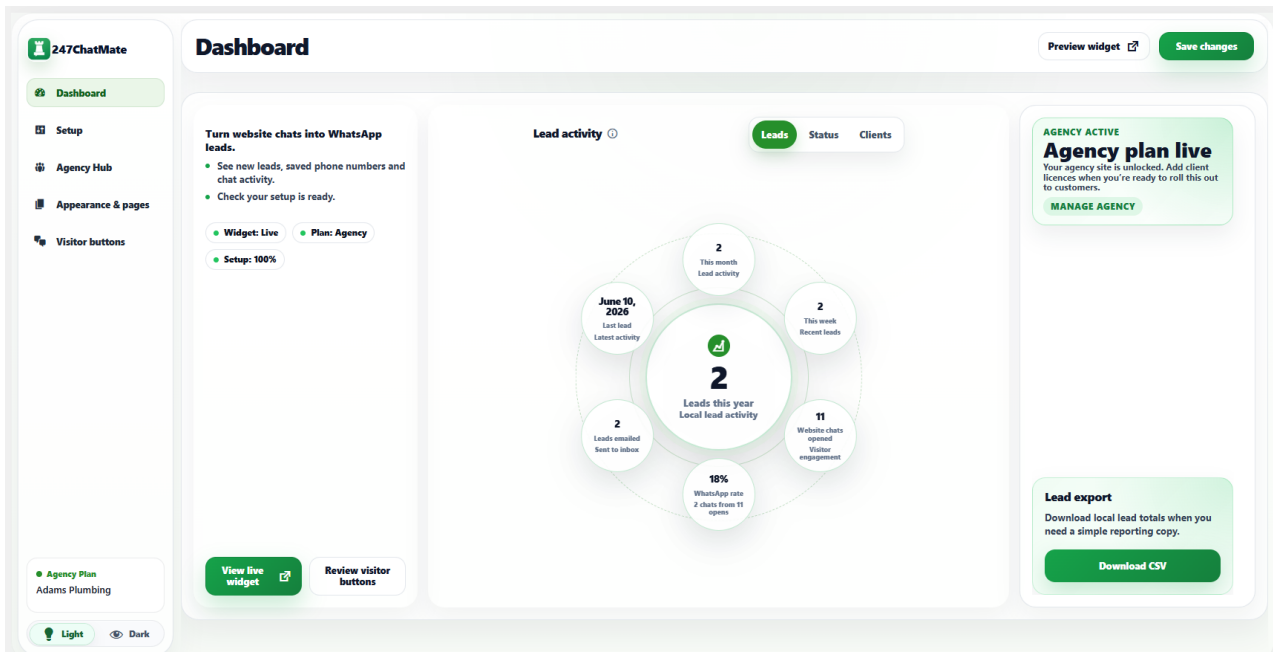 247ChatMate
Dashboard
Setup
Agency Hub
Appearance & pages
Visitor buttons
Agency Plan
Adams Plumbing
Light
Dark
Dashboard
Preview widget
Save changes
Turn website chats into WhatsApp
leads.
See new leads, saved phone numbers and
chat activity.
Check your setup is ready.
Widget: Live
Plan: Agency
Setup: 100%
View live
widget
Review visitor
buttons
Lead activity
Leads
Status
Clients
2
This month
Lead activity
June 10,
2026
Last lead
Latest activity
2
This week
Recent leads
2
Leads this year
Local lead activity
2
Leads emailed
Sent to inbox
11
Website chats
opened
Visitor
engagement
18%
WhatsApp rate
2 chats from 11
opens
AGENCY ACTIVE
Agency plan live
Your agency site is unlocked. Add client
licences when you're ready to roll this out
to customers.
MANAGE AGENCY
Lead export
Download local lead totals when you
need a simple reporting copy.
Download CSV